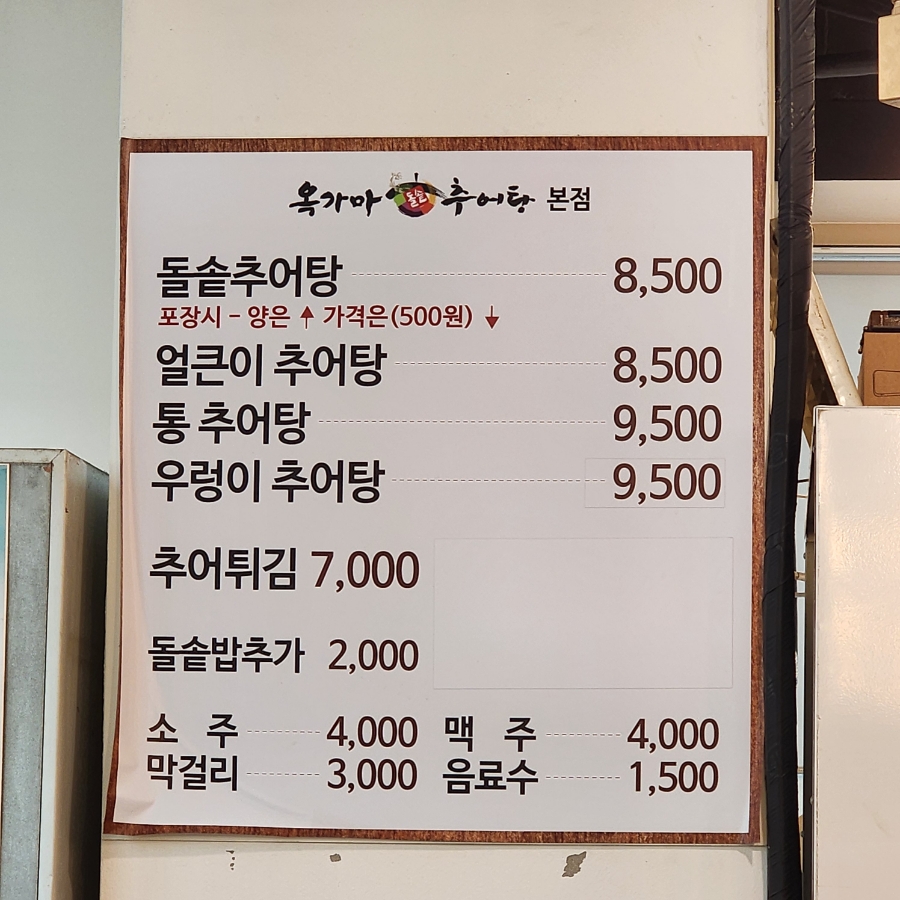 옥가마 돌솥 추어탕 본점
돌솥추어탕 8,500
포장시 - 양은 ↑ 가격은(500원) ↓
얼큰이 추어탕 8,500
통 추어탕 9,500
우렁이 추어탕 9,500
추어튀김 7,000
돌솥밥추가 2,000
소 주 4,000 맥 주 4,000
막걸리 3,000 음료수 1,500